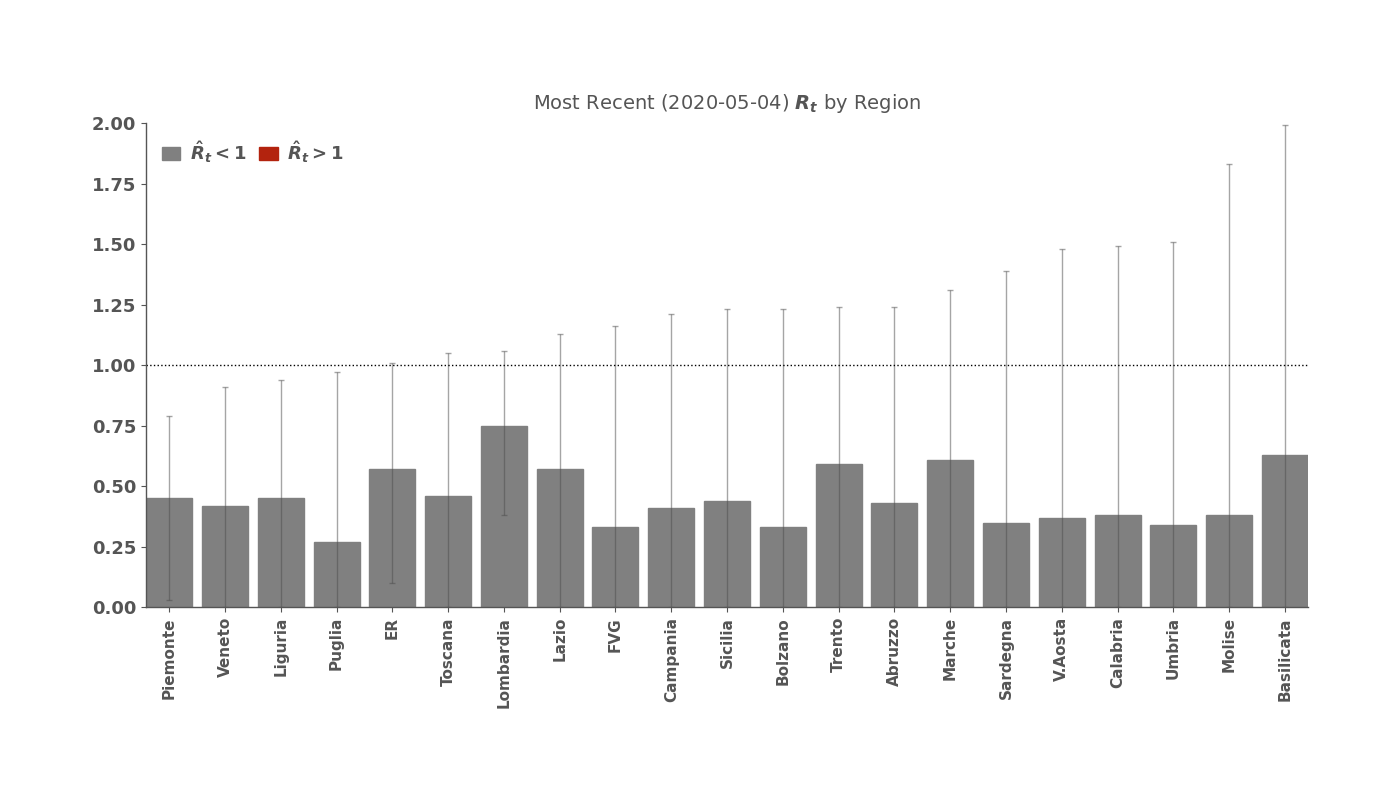 Most Recent (2020-05-04) Rₜ by Region
R̂ₜ < 1 R̂ₜ > 1
2.00
1.75
1.50
1.25
1.00
0.75
0.50
0.25
0.00
Piemonte
Veneto
Liguria
Puglia
ER
Toscana
Lombardia
Lazio
FVG
Campania
Sicilia
Bolzano
Trento
Abruzzo
Marche
Sardegna
V.Aosta
Calabria
Umbria
Molise
Basilicata